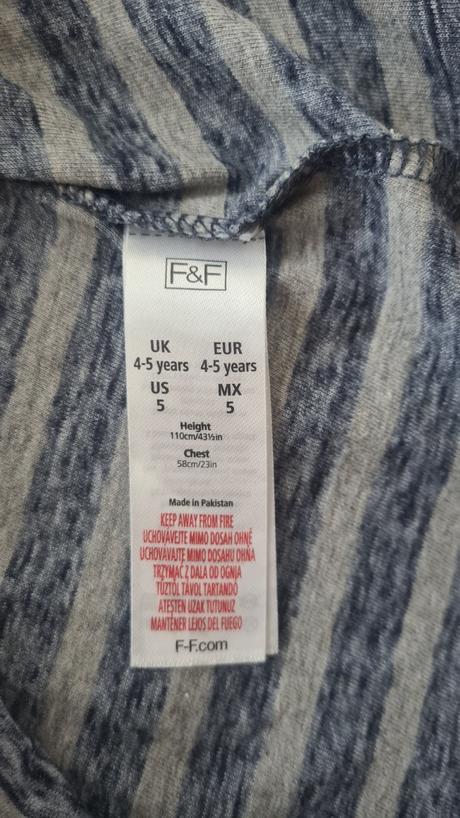 F&F
UK EUR
4-5 years 4-5 years
US MX
5 5
Height
110cm/43½in
Chest
58cm/23in
Made in Pakistan
KEEP AWAY FROM FIRE
UCHOVÁVEJTE MIMO DOSAH OHNĚ
UCHOVÁVAJTE MIMO DOSAHU OHŇA
TRZYMAĆ Z DALA OD OGNIA
TŰZTŐL TÁVOL TARTANDÓ
ATEŞTEN UZAK TUTUNUZ
MANTENER LEJOS DEL FUEGO
F-F.com